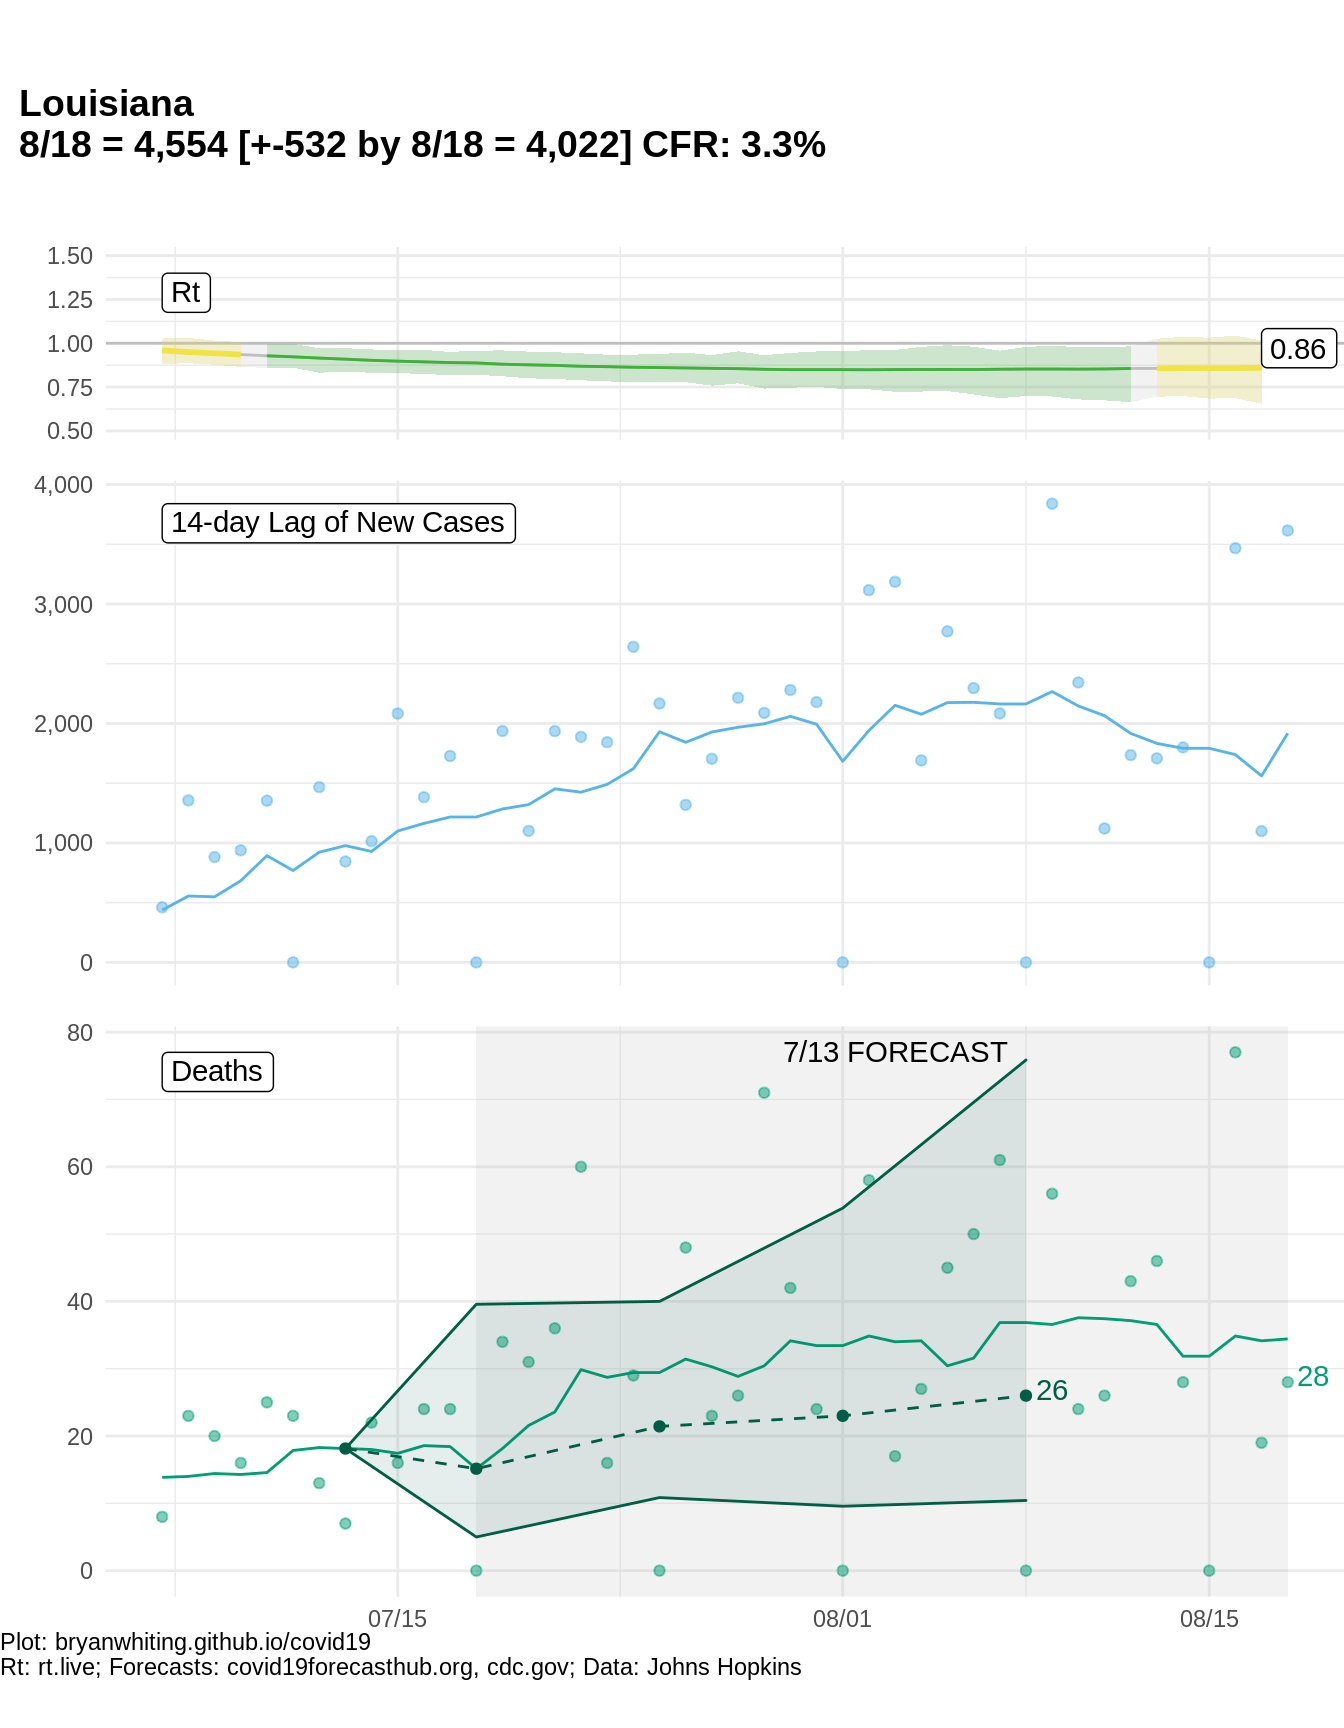 Louisiana
8/18 = 4,554 [+-532 by 8/18 = 4,022] CFR: 3.3%
1.50
1.25
1.00
0.75
0.50
Rt
0.86
4,000
3,000
2,000
1,000
0
14-day Lag of New Cases
80
60
40
20
0
Deaths
7/13 FORECAST
26
28
07/15
08/01
08/15
Plot: bryanwhiting.github.io/covid19
Rt: rt.live; Forecasts: covid19forecasthub.org, cdc.gov; Data: Johns Hopkins